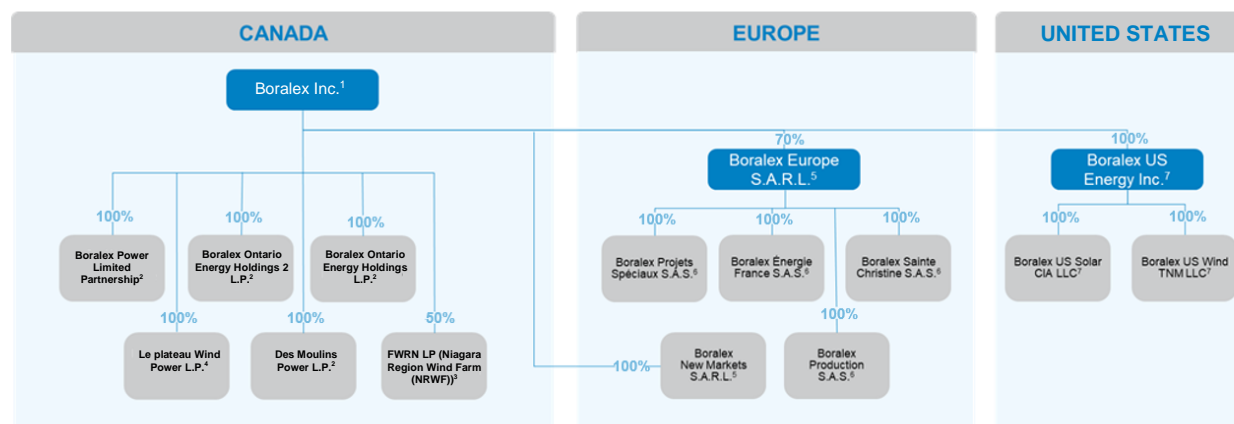 CANADA
EUROPE
UNITED STATES
Boralex Inc.1
70%
100%
Boralex Europe
S.A.R.L.5
Boralex US
Energy Inc.7
100%
100%
100%
100%
100%
100%
100%
100%
Boralex Power
Limited
Partnership2
Boralex Ontario
Energy Holdings 2
L.P.2
Boralex Ontario
Energy Holdings
L.P.2
Boralex Projets
Spéciaux S.A.S.6
Boralex Énergie
France S.A.S.6
Boralex Sainte
Christine S.A.S.6
Boralex US Solar
CIA LLC7
Boralex US Wind
TNM LLC7
100%
100%
50%
100%
Le plateau Wind
Power L.P.4
Des Moulins
Power L.P.2
FWRN LP (Niagara
Region Wind Farm
(NRWF))3
100%
Boralex
New Markets
S.A.R.L.5
Boralex
Production
S.A.S.6